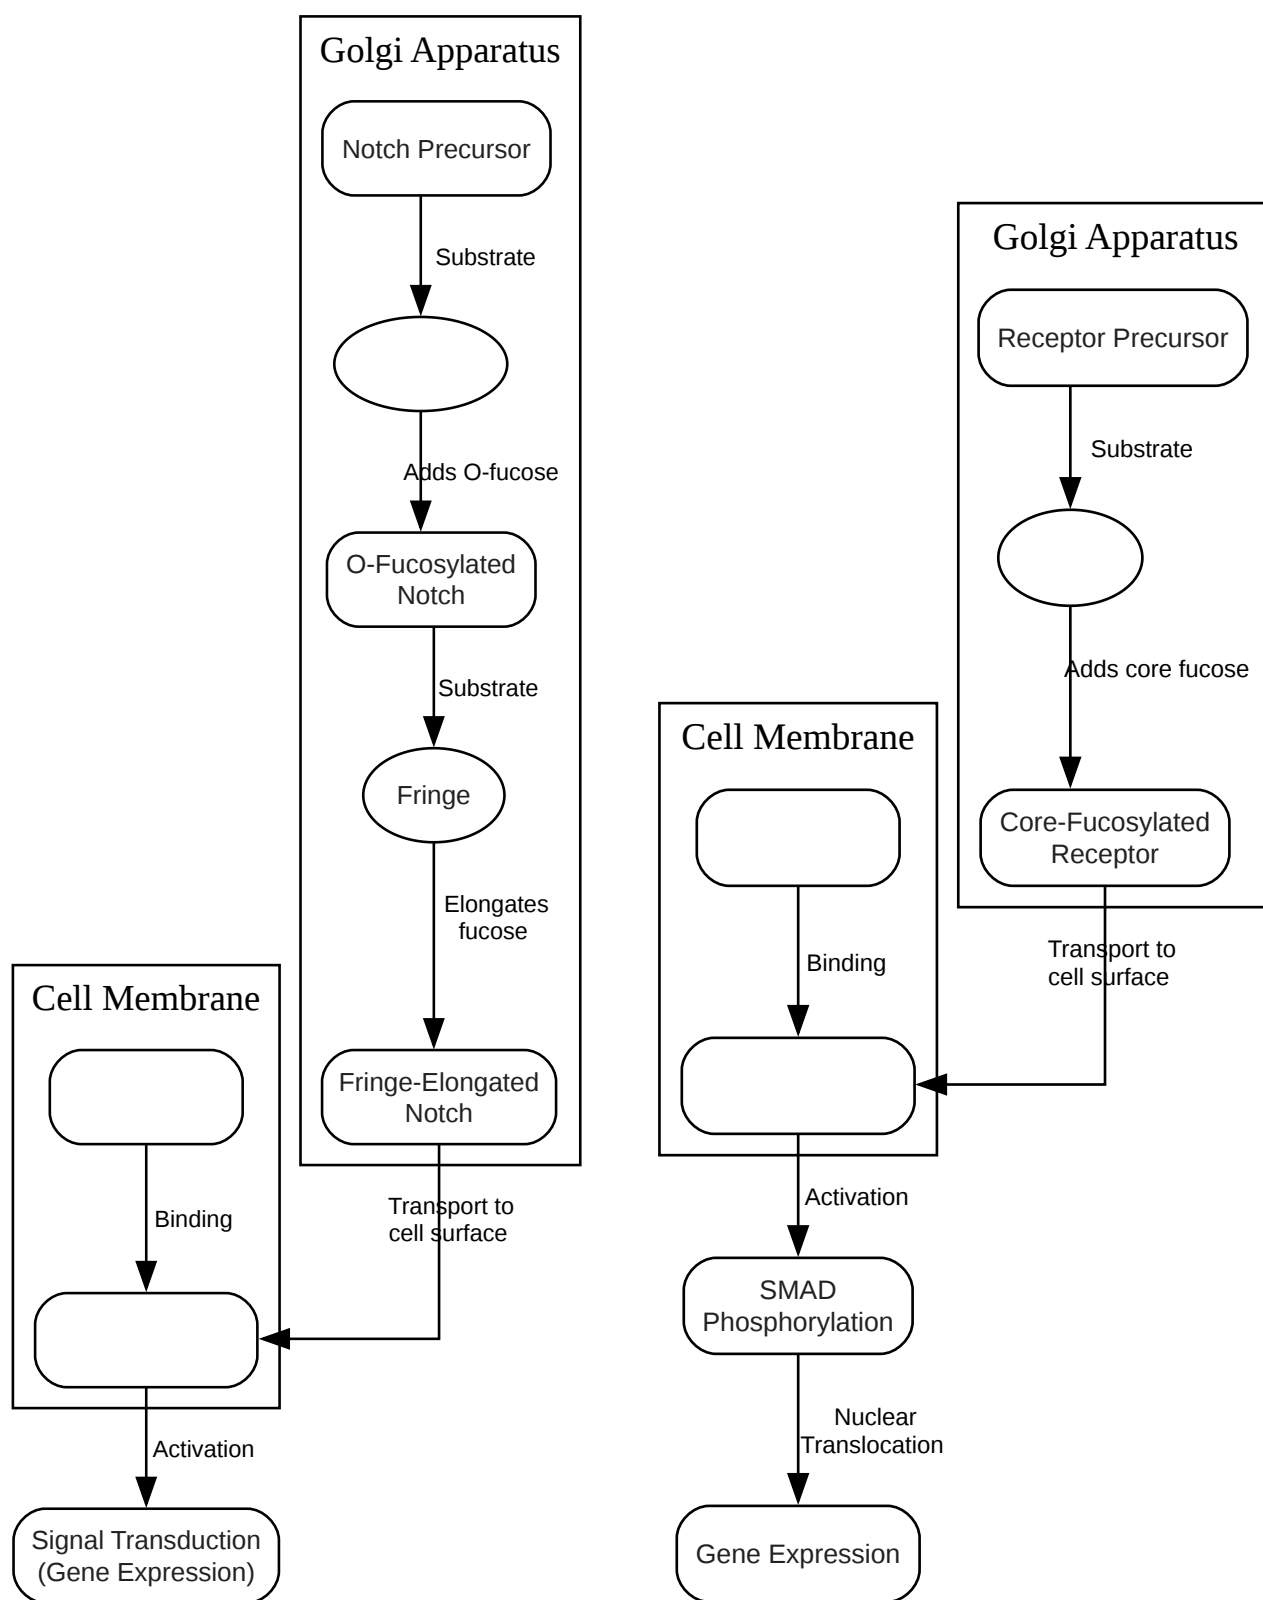 Golgi Apparatus
Notch Precursor
Substrate
Adds O-fucose
O-Fucosylated
Notch
Substrate
Fringe
Elongates
fucose
Fringe-Elongated
Notch
Transport to
cell surface
Cell Membrane
Binding
Activation
Signal Transduction
(Gene Expression)
Golgi Apparatus
Receptor Precursor
Substrate
Adds core fucose
Core-Fucosylated
Receptor
Transport to
cell surface
Cell Membrane
Binding
Activation
SMAD
Phosphorylation
Nuclear
Translocation
Gene Expression